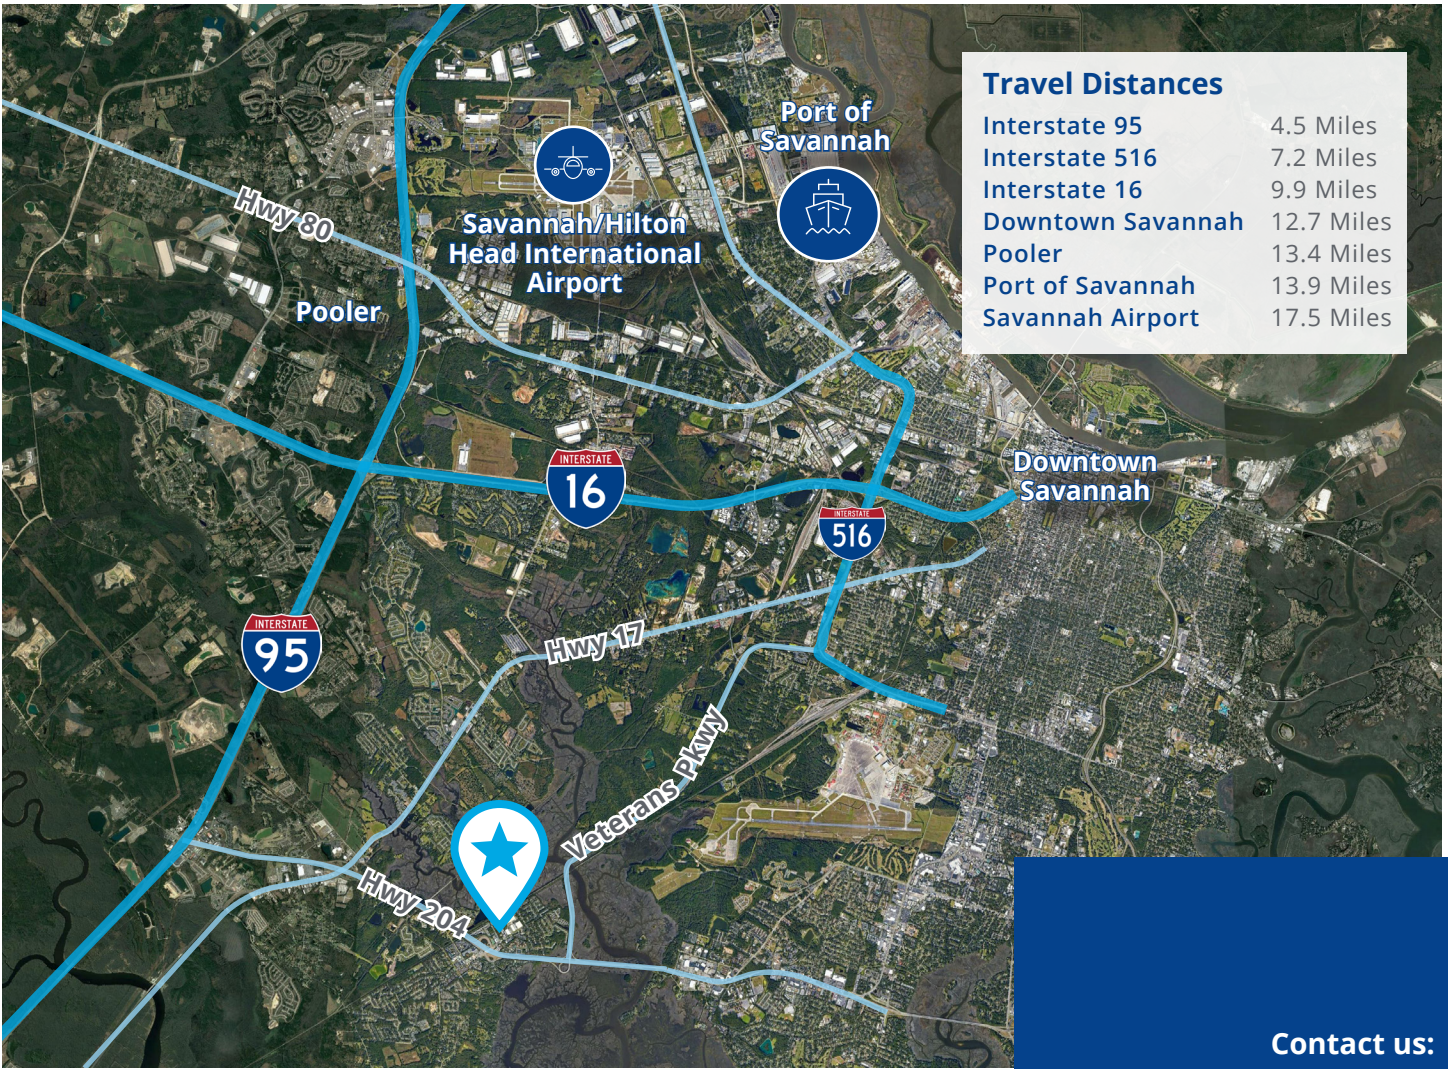 Travel Distances
Interstate 95 4.5 Miles
Interstate 516 7.2 Miles
Interstate 16 9.9 Miles
Downtown Savannah 12.7 Miles
Pooler 13.4 Miles
Port of Savannah 13.9 Miles
Savannah Airport 17.5 Miles
Port of
Savannah
Hwy 80
Savannah/Hilton
Head International
Airport
Pooler
INTERSTATE
16
Downtown
Savannah
INTERSTATE
516
INTERSTATE
95
Hwy 17
Veterans Pkwy
Hwy 204
Contact us: